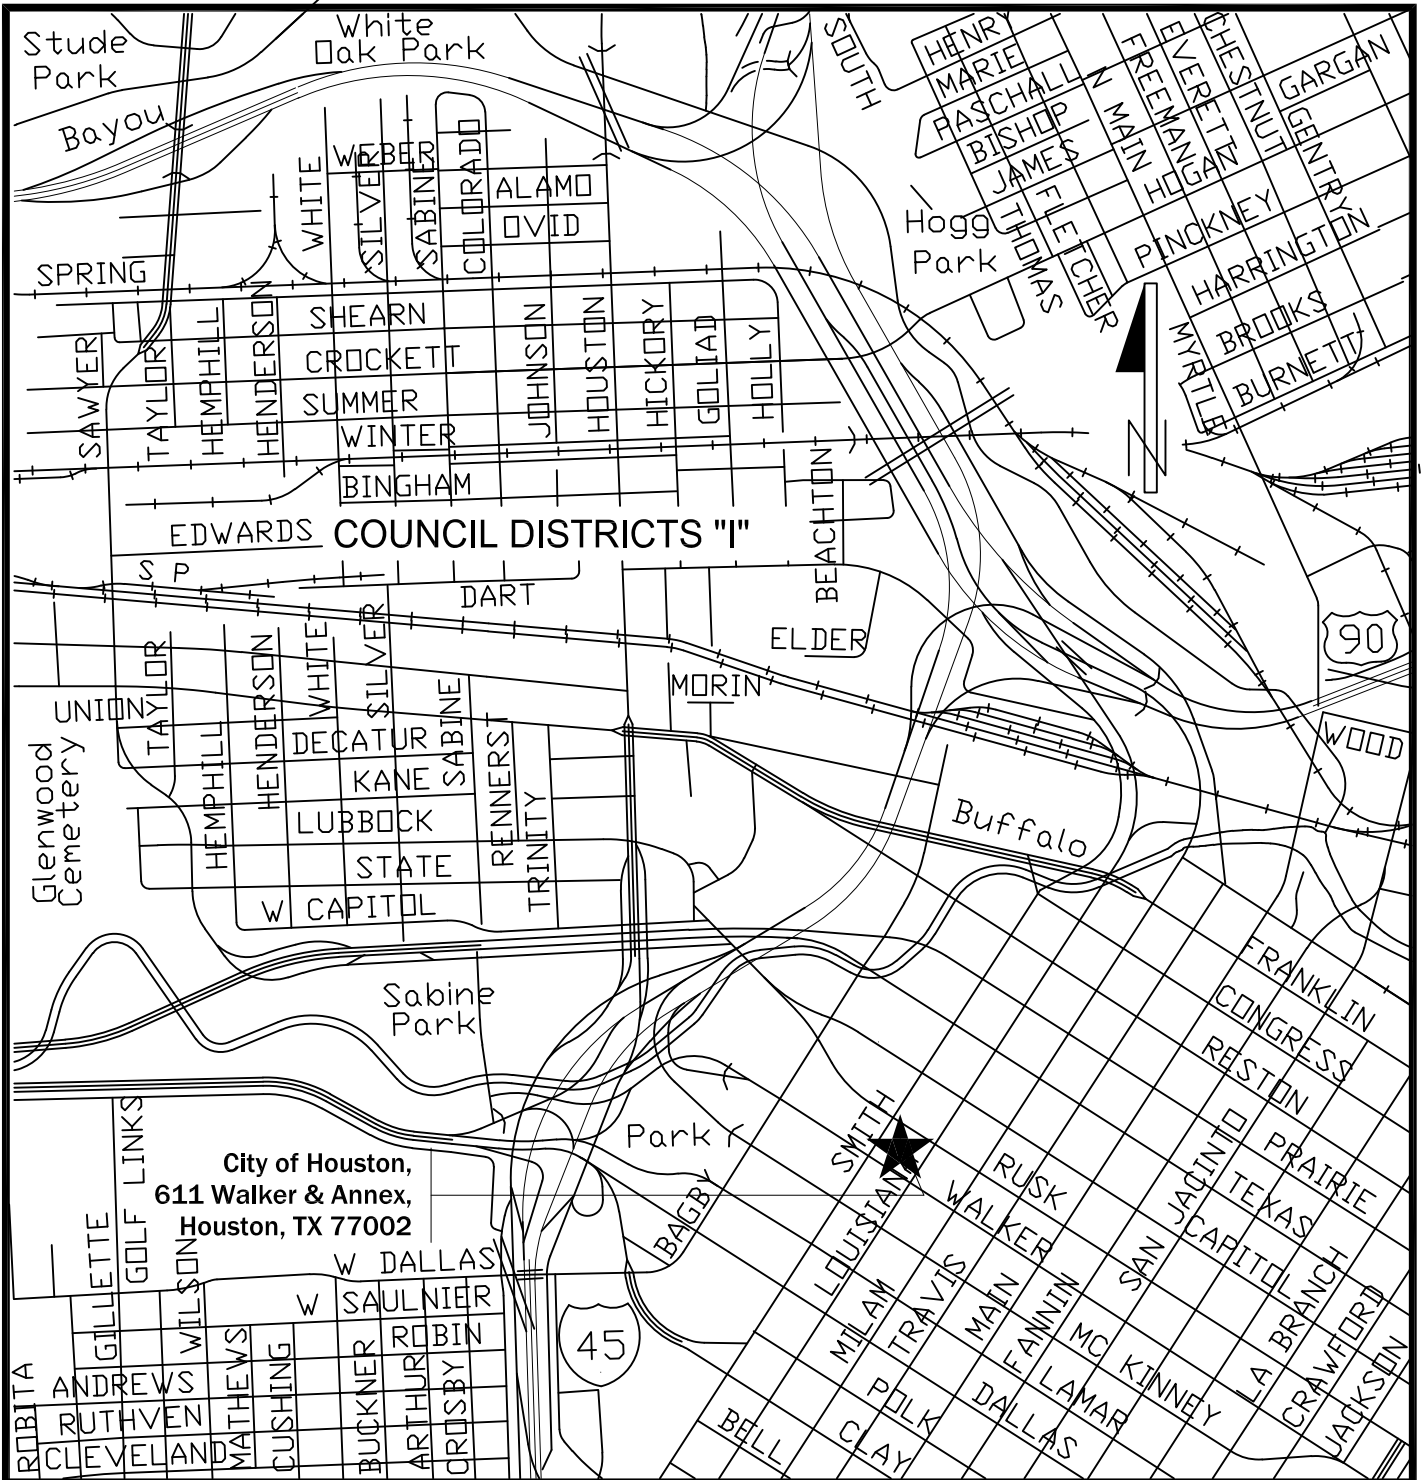 Stude
Park
White
Oak Park
Bayou
SOUTH
HENR
MARIE
PASCHALL
BISHOP
JAMES
THOMAS
FLETCHER
N MAIN
FREEMAN
EVERETT
CHESTNUT
GARGAN
GENTRY
HOGAN
PINCKNEY
HARRINGTON
BROOKS
BURNETT
MYRTLE
Hogg
Park
WEBER
WHITE
SILVER
SABINE
COLORADO
ALAMO
OVID
SPRING
SHEARN
CROCKETT
SUMMER
WINTER
BINGHAM
SAWYER
TAYLOR
HEMPHILL
HENDERSON
JOHNSON
HOUSTON
HICKORY
GOLIAD
HOLLY
BEACHTON
N
EDWARDS
COUNCIL DISTRICTS "I"
S P
DART
ELDER
MORIN
90
WOOD
UNION
TAYLOR
HEMPHILL
HENDERSON
WHITE
SILVER
SABINE
RENNERST
TRINITY
DECATUR
KANE
LUBBOCK
STATE
W CAPITOL
Glenwood
Cemetery
Buffalo
Sabine
Park
FRANKLIN
CONGRESS
RESTON
PRAIRIE
TEXAS
CAPITOL
RUSK
WALKER
MC KINNEY
LAMAR
DALLAS
POLK
CLAY
BELL
Park
BAGBY
SMITH
LOUISIANA
MILAM
TRAVIS
MAIN
FANNIN
SAN JACINTO
LA BRANCH
CRAWFORD
JACKSON
City of Houston,
611 Walker & Annex,
Houston, TX 77002
GOLF LINKS
GILLETTE
WILSON
W DALLAS
W SAULNIER
ROBIN
ANDREWS
RUTHVEN
CLEVELAND
ROBITA
MATHEWS
CUSHING
BUCKNER
ARTHUR
CROSBY
45